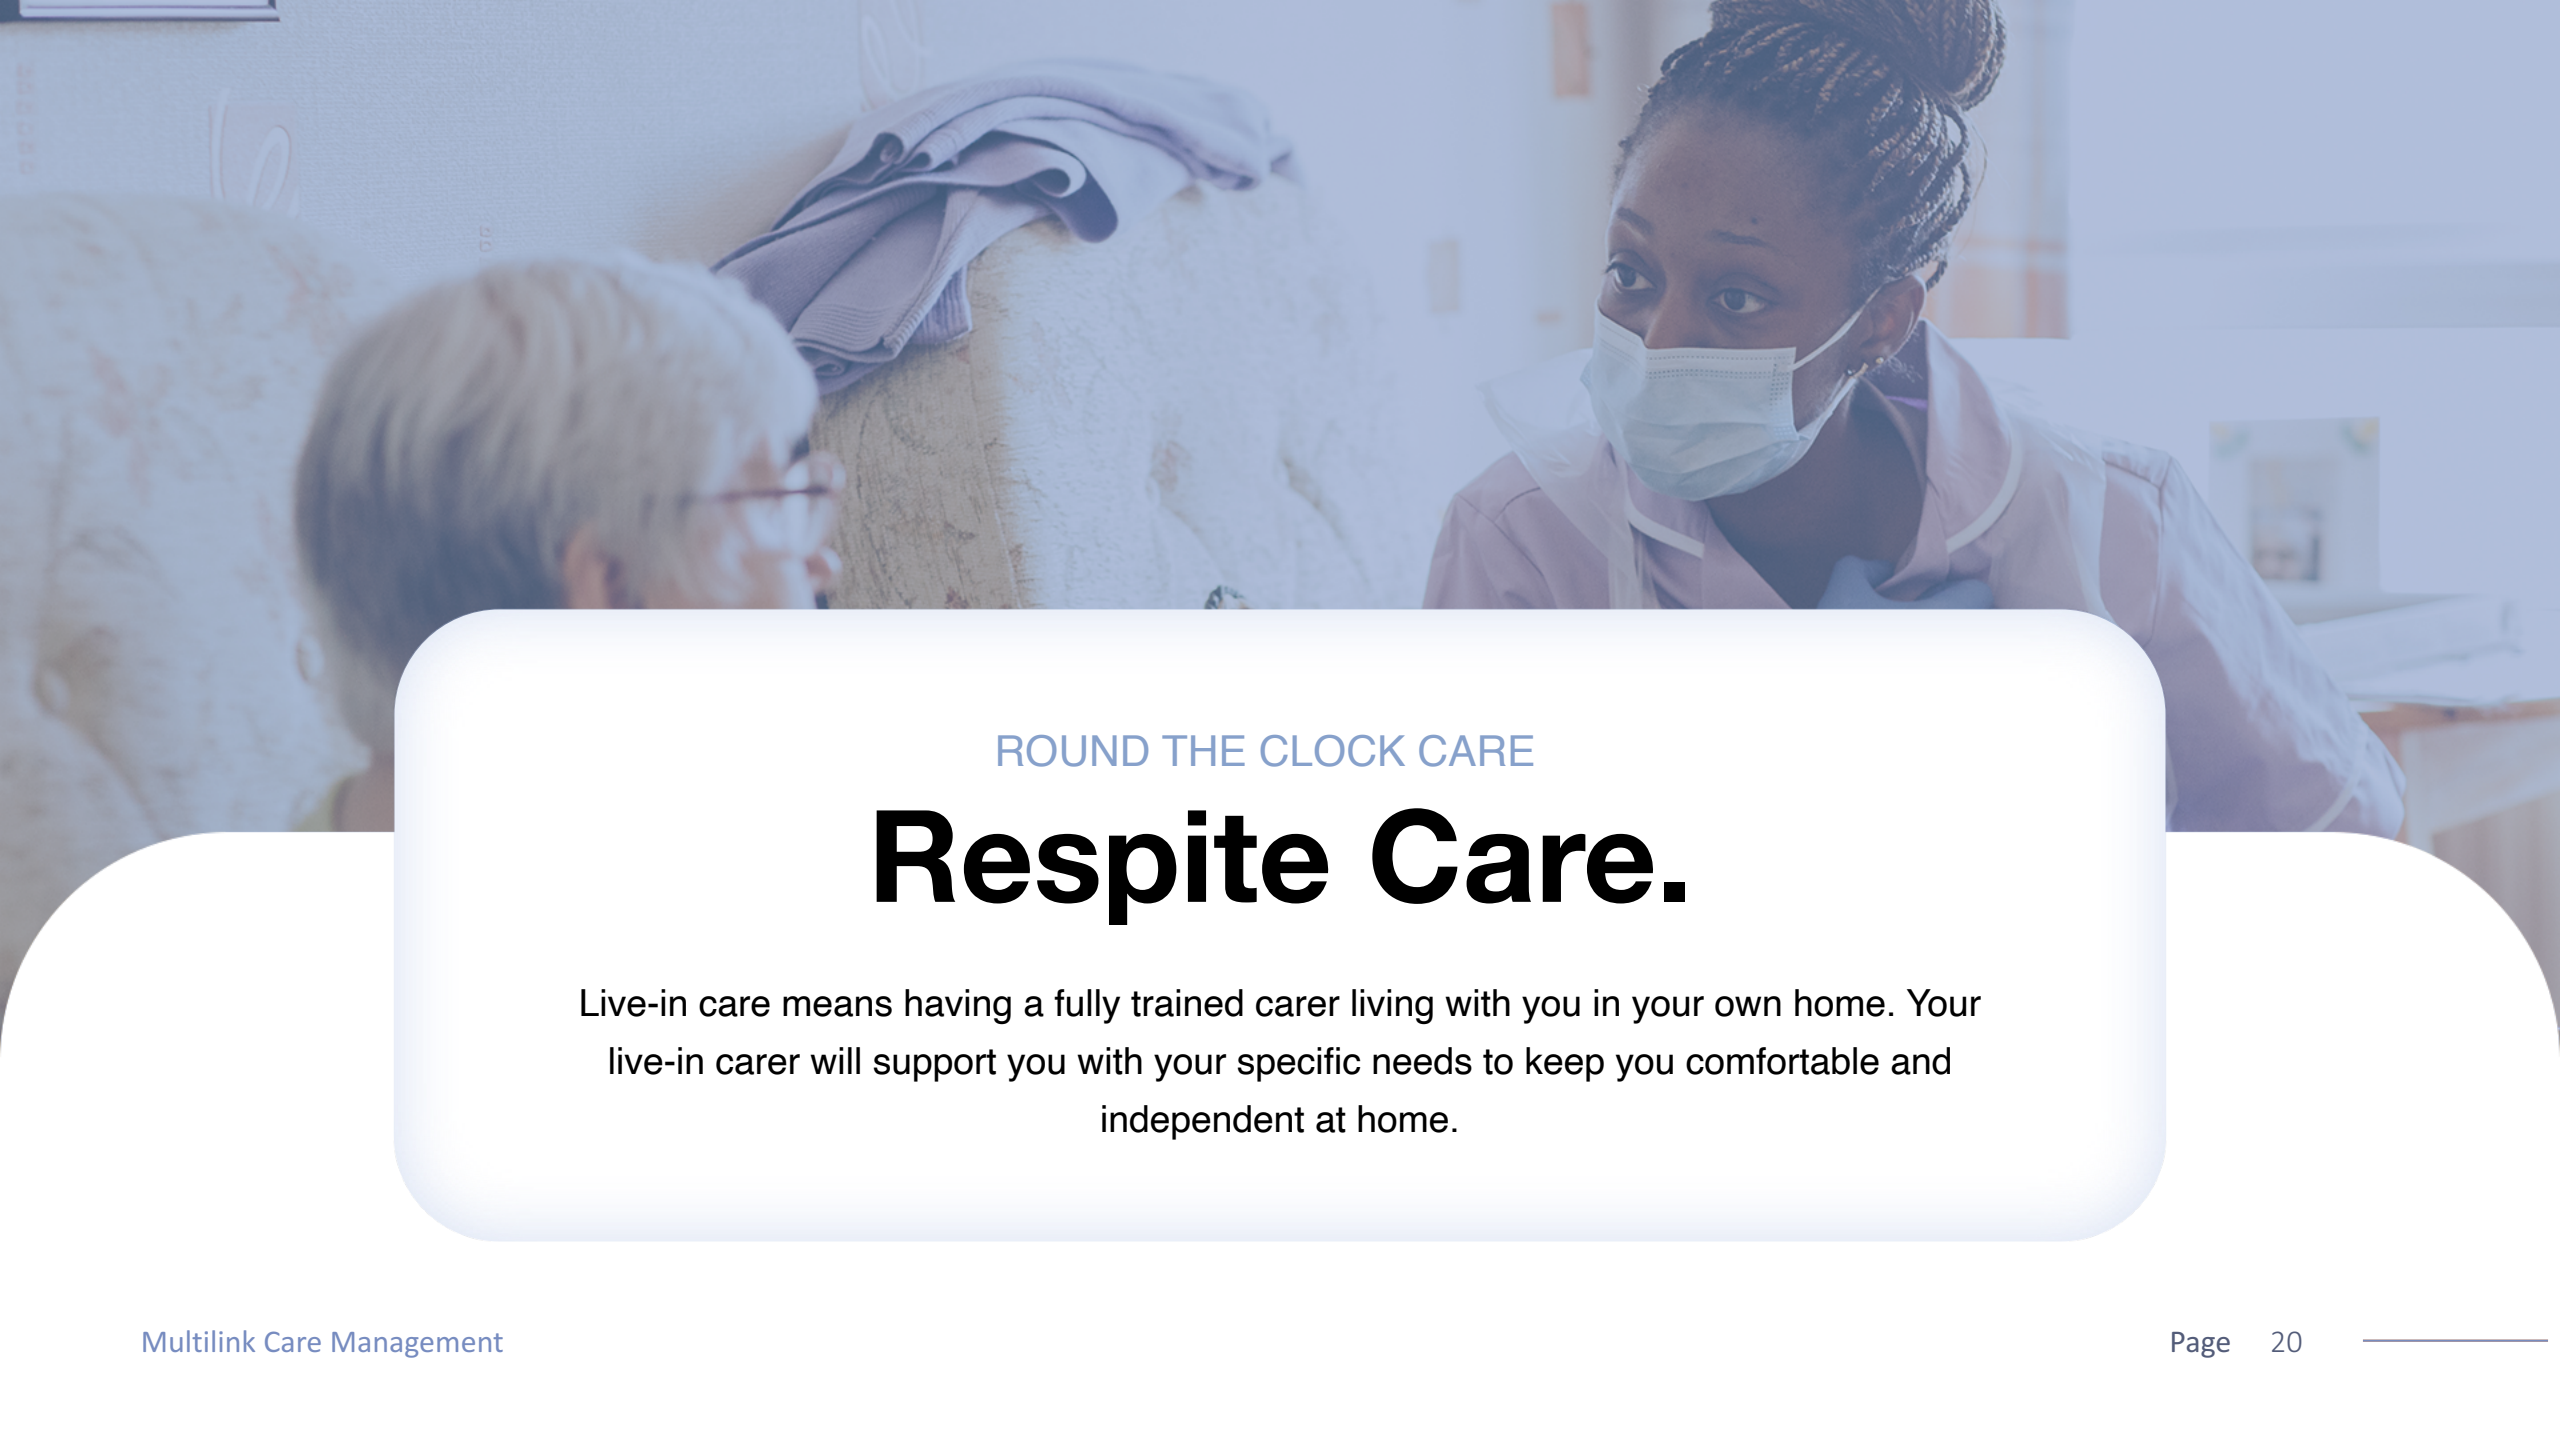 ROUND THE CLOCK CARE
Respite Care.
Live-in care means having a fully trained carer living with you in your own home. Your
live-in carer will support you with your specific needs to keep you comfortable and
independent at home.
Multilink Care Management
Page 20